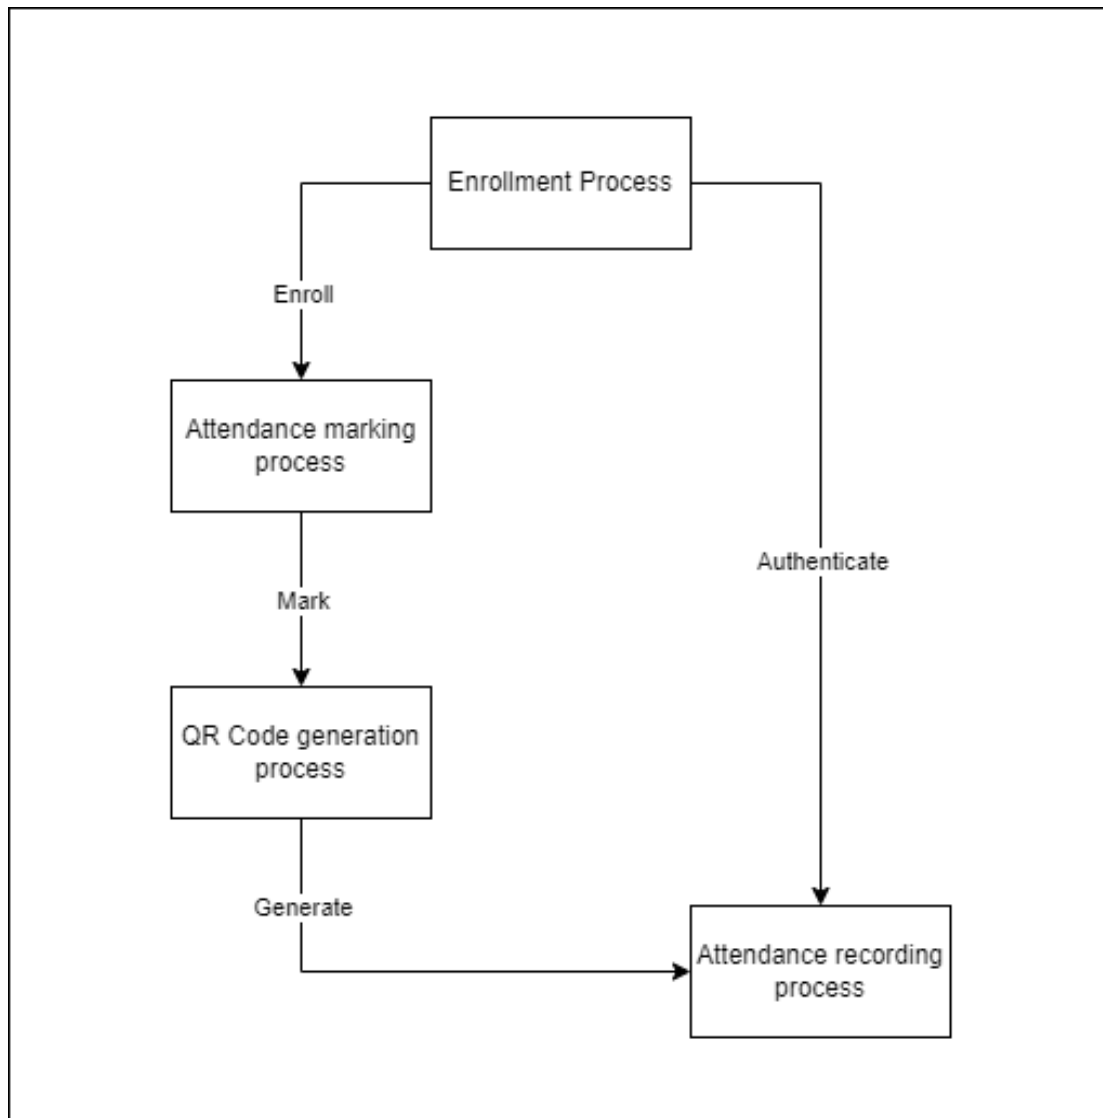 Enrollment Process
Enroll
Attendance marking
process
Authenticate
Mark
QR Code generation
process
Generate
Attendance recording
process